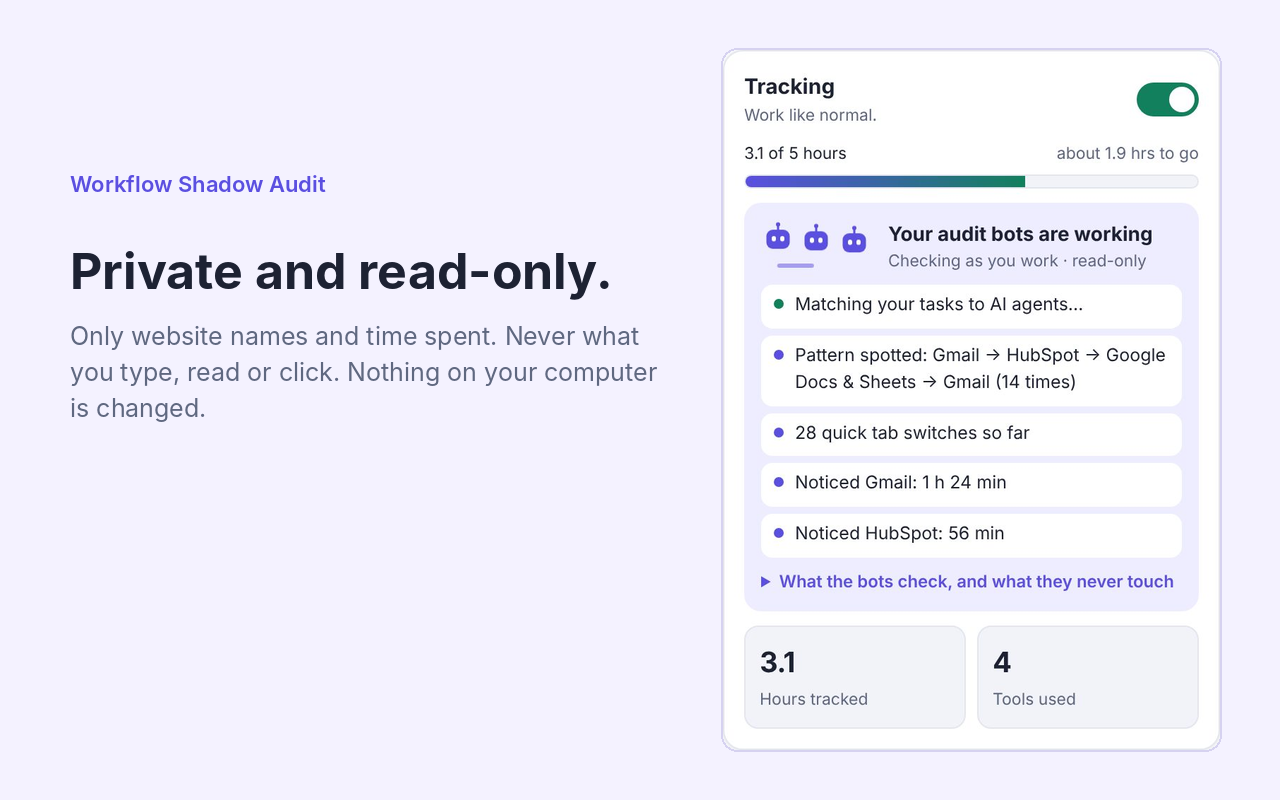 Workflow Shadow Audit
Private and read-only.
Only website names and time spent. Never what
you type, read or click. Nothing on your computer
is changed.
Tracking
Work like normal.
3.1 of 5 hours
about 1.9 hrs to go
Your audit bots are working
Checking as you work · read-only
Matching your tasks to AI agents...
Pattern spotted: Gmail → HubSpot → Google
Docs & Sheets → Gmail (14 times)
28 quick tab switches so far
Noticed Gmail: 1 h 24 min
Noticed HubSpot: 56 min
What the bots check, and what they never touch
3.1
Hours tracked
4
Tools used